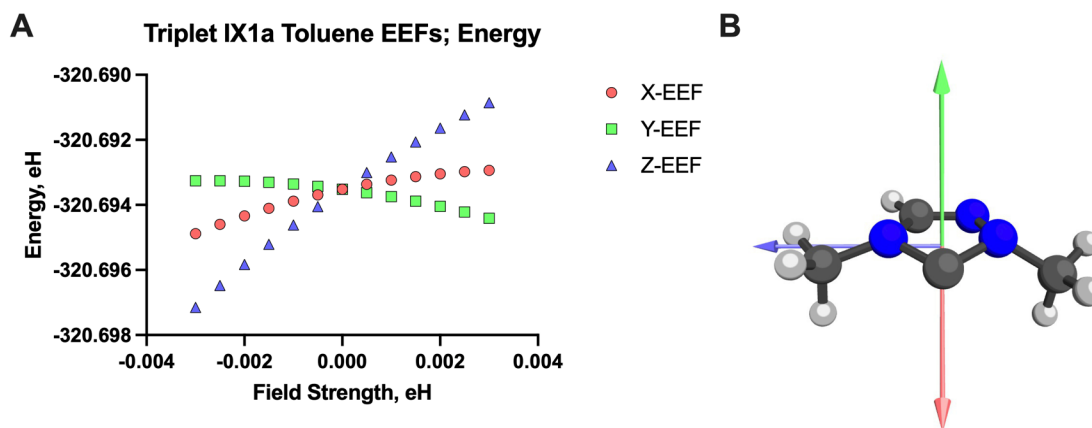 A
Triplet IX1a Toluene EEFs; Energy
B
-320.690
-320.692
-320.694
-320.696
-320.698
Energy, eH
-0.004
-0.002
0.000
0.002
0.004
Field Strength, eH
X-EEF
Y-EEF
Z-EEF